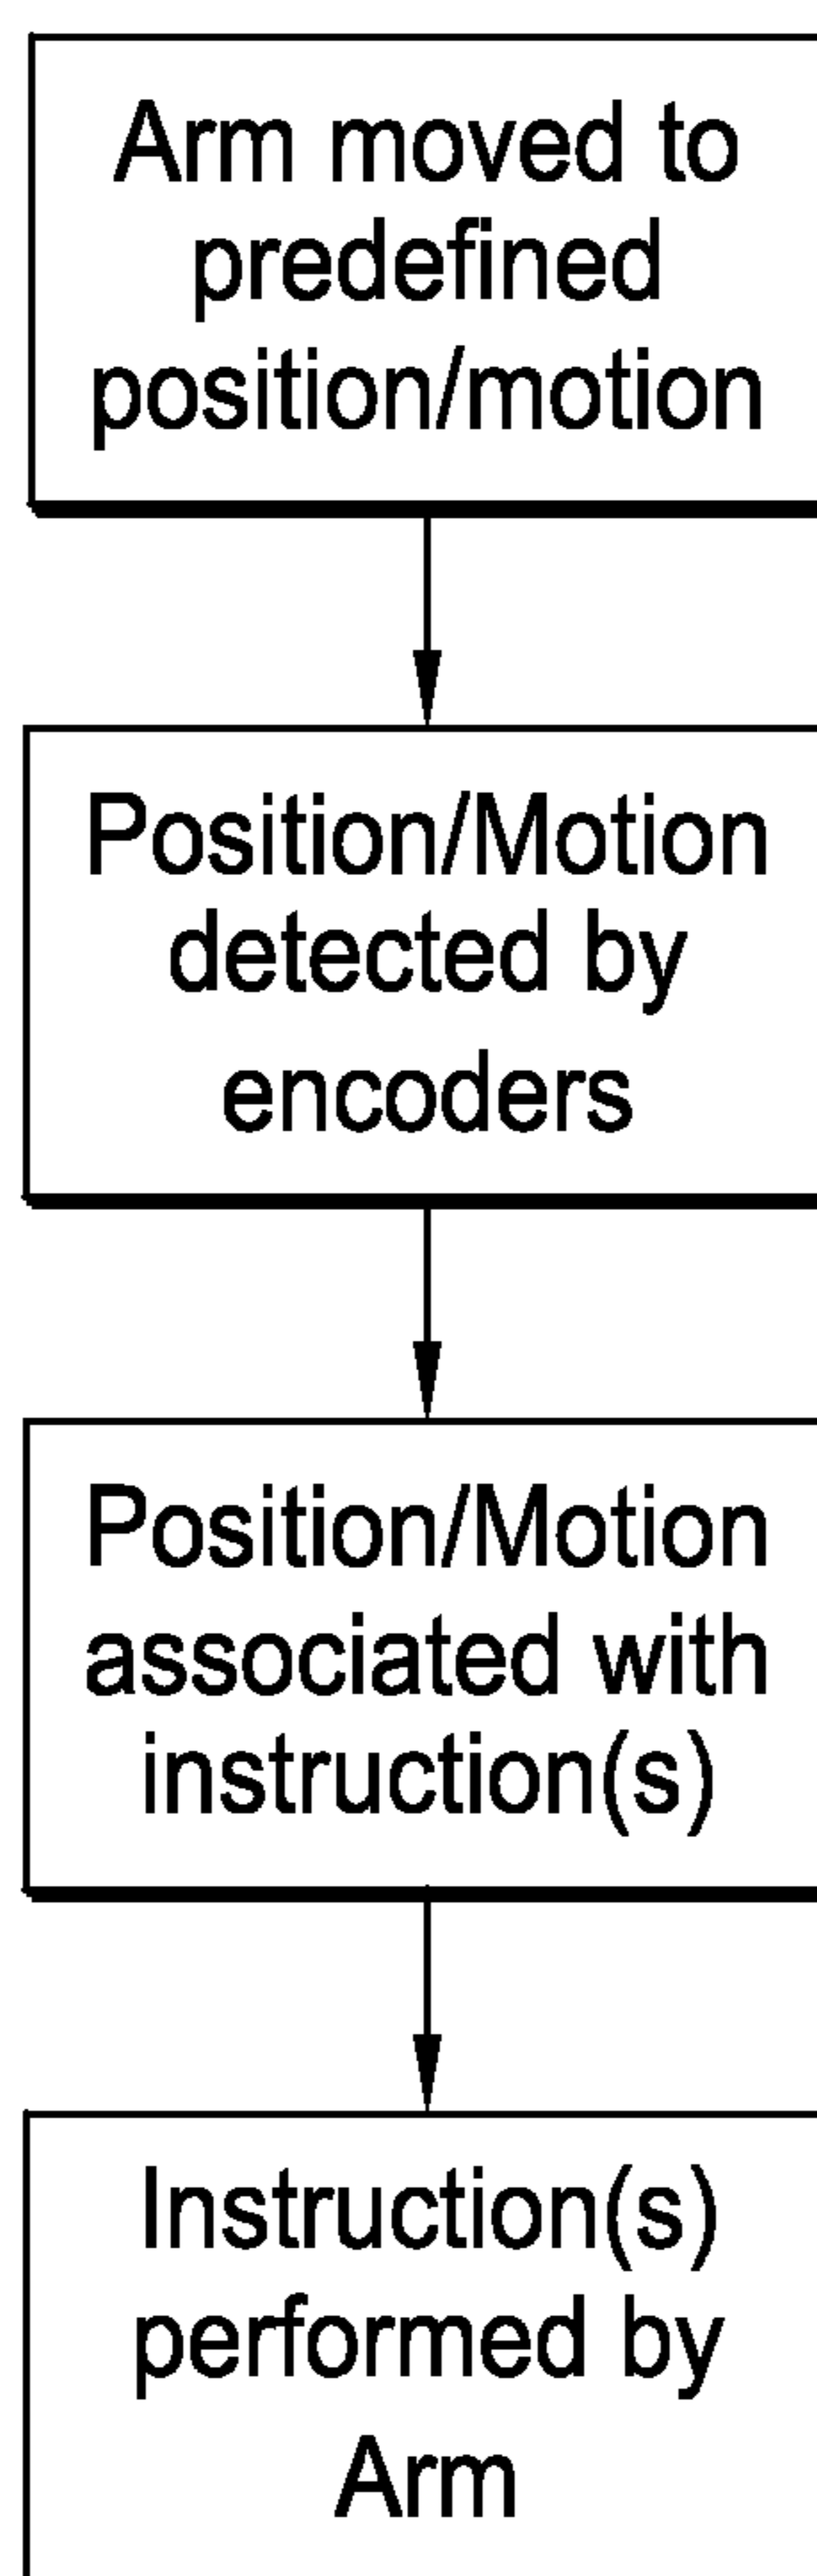 Arm moved to
predefined
position/motion
Position/Motion
detected by
encoders
Position/Motion
associated with
instruction(s)
Instruction(s)
performed by
Arm